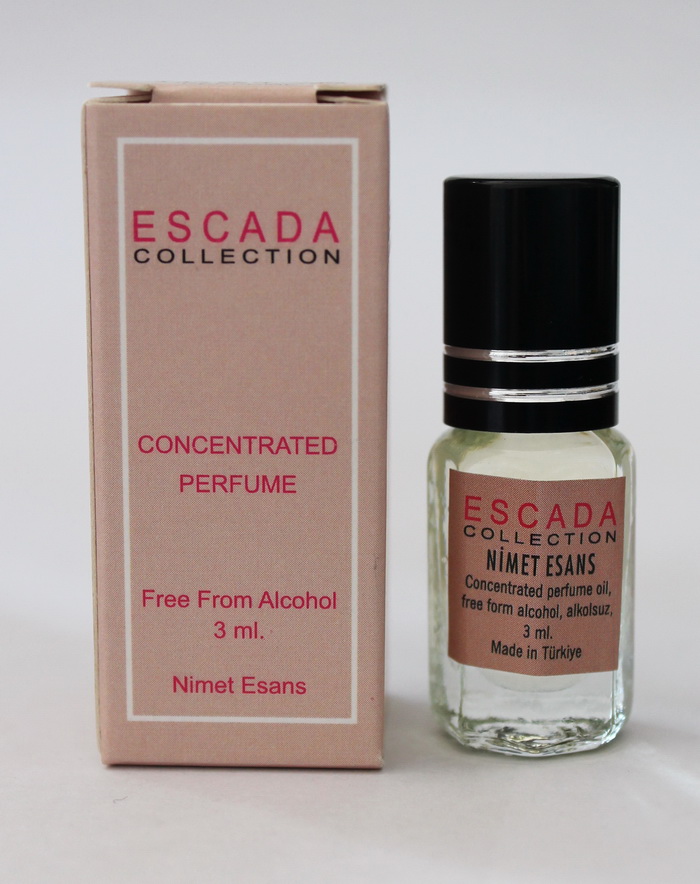 ESCADA
COLLECTION
CONCENTRATED
PERFUME
Free From Alcohol
3 ml.
Nimet Esans
ESCADA
COLLECTION
NİMET ESANS
Concentrated perfume oil,
free form alcohol, alkolsuz,
3 ml.
Made in Türkiye